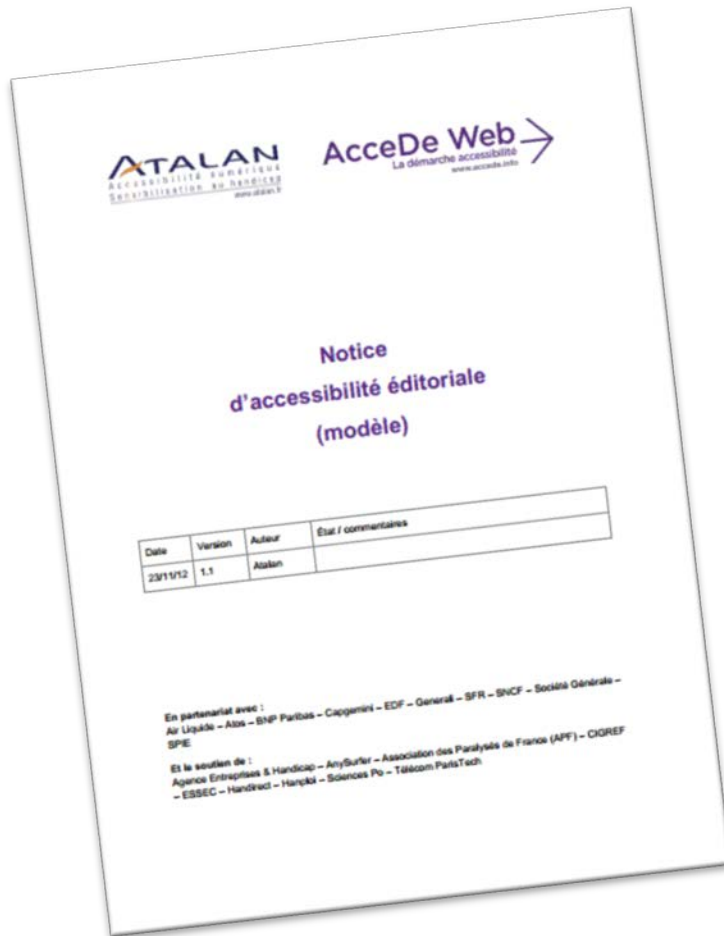 ATALAN
Accessibilité numérique
Sensibilisation au handicap
www.atalan.fr
AcceDe Web
La démarche accessibilité
www.accede.info
Notice
d'accessibilité éditoriale
(modèle)
Date Version Auteur État / commentaires
23/11/12 1.1 Atalan
En partenariat avec :
Air Liquide – Atos – BNP Paribas – Capgemini – EDF – Generali – SFR – SNCF – Société Générale –
SPIE
Et le soutien de :
Agence Entreprises & Handicap – AnySurfer – Association des Paralysés de France (APF) – CIGREF
– ESSEC – Handirect – Hanploi – Sciences Po – Télécom ParisTech